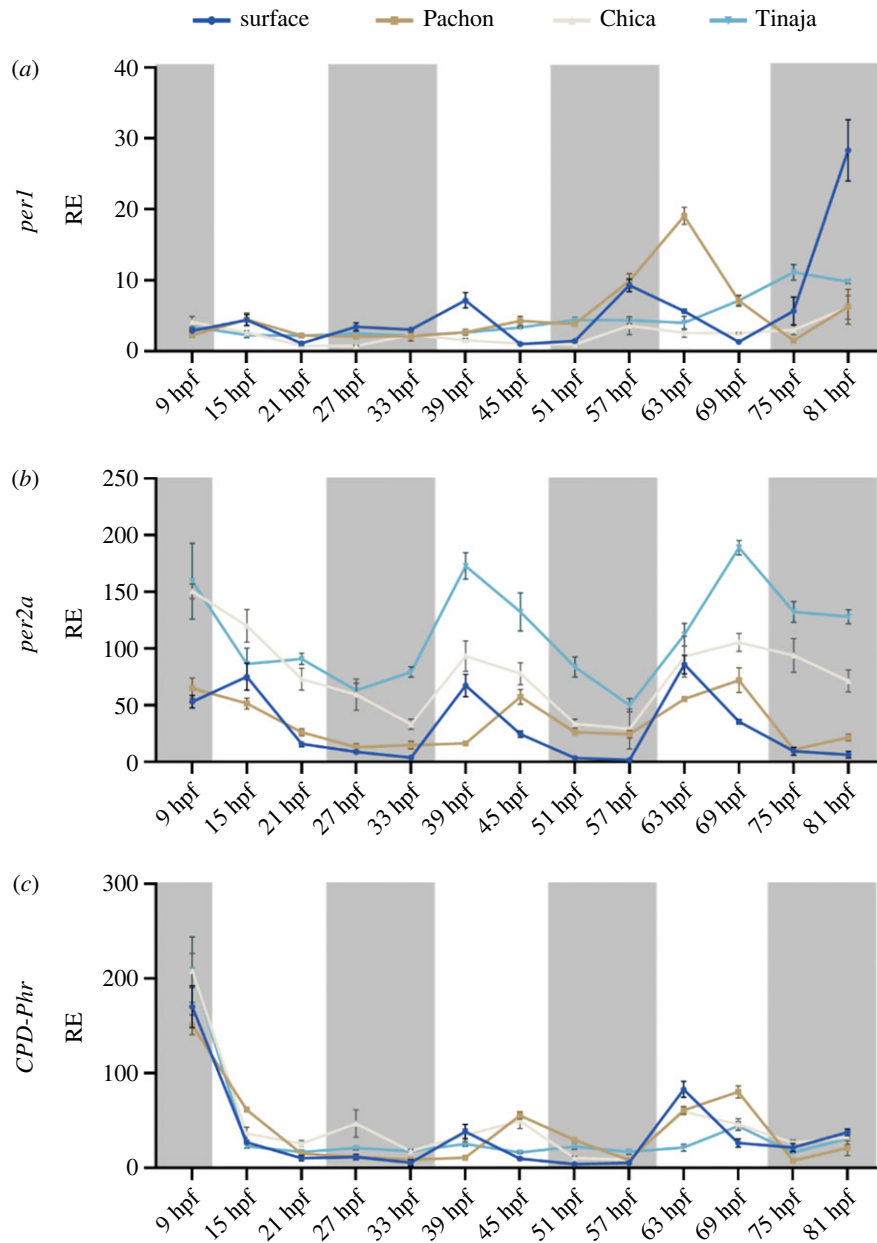 surface Pachon Chica Tinaja
(a)
40
30
20
10
0
per1
RE
9 hpf 15 hpf 21 hpf 27 hpf 33 hpf 39 hpf 45 hpf 51 hpf 57 hpf 63 hpf 69 hpf 75 hpf 81 hpf
(b)
250
200
150
100
50
0
per2a
RE
9 hpf 15 hpf 21 hpf 27 hpf 33 hpf 39 hpf 45 hpf 51 hpf 57 hpf 63 hpf 69 hpf 75 hpf 81 hpf
(c)
300
200
100
0
CPD-Phr
RE
9 hpf 15 hpf 21 hpf 27 hpf 33 hpf 39 hpf 45 hpf 51 hpf 57 hpf 63 hpf 69 hpf 75 hpf 81 hpf